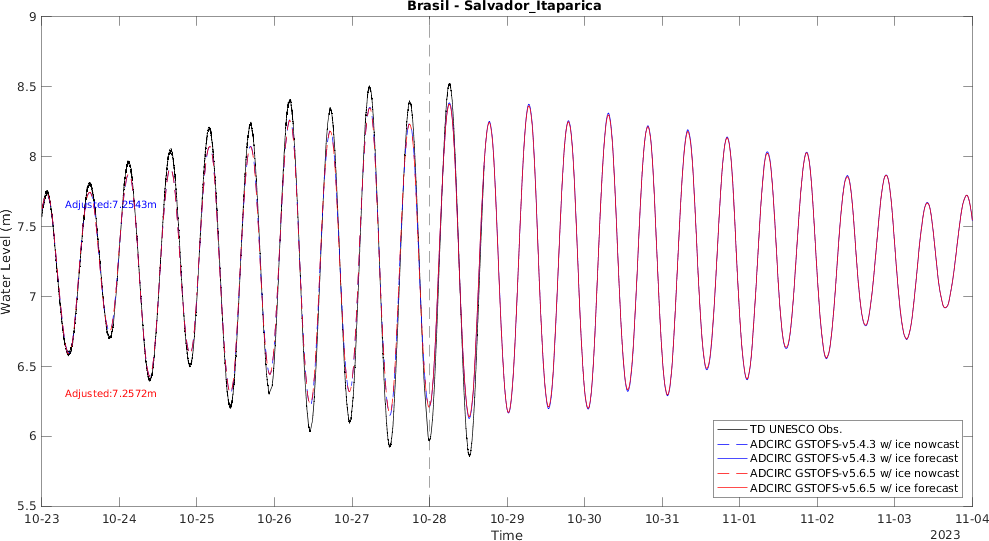 Brasil - Salvador_Itaparica
Water Level (m)
9
8.5
8
7.5
7
6.5
6
5.5
Adjusted:7.2543m
Adjusted:7.2572m
TD UNESCO Obs.
ADCIRC GSTOFS-v5.4.3 w/ ice nowcast
ADCIRC GSTOFS-v5.4.3 w/ ice forecast
ADCIRC GSTOFS-v5.6.5 w/ ice nowcast
ADCIRC GSTOFS-v5.6.5 w/ ice forecast
10-23 10-24 10-25 10-26 10-27 10-28 10-29 10-30 10-31 11-01 11-02 11-03 11-04
Time
2023